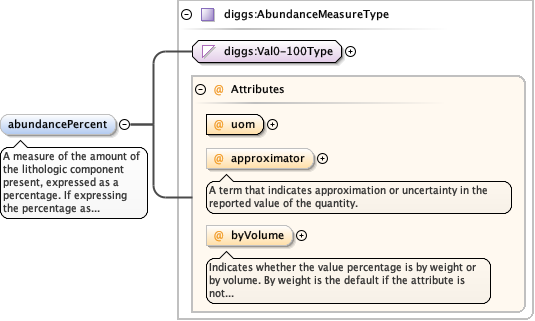 diggs:AbundanceMeasureType
diggs:Val0-100Type
@ Attributes
abundancePercent
A measure of the amount of
the lithologic component
present, expressed as a
percentage. If expressing
the percentage as...
@ uom
@ approximator
A term that indicates approximation or uncertainty in the
reported value of the quantity.
@ byVolume
Indicates whether the value percentage is by weight or
by volume. By weight is the default if the attribute is
not...